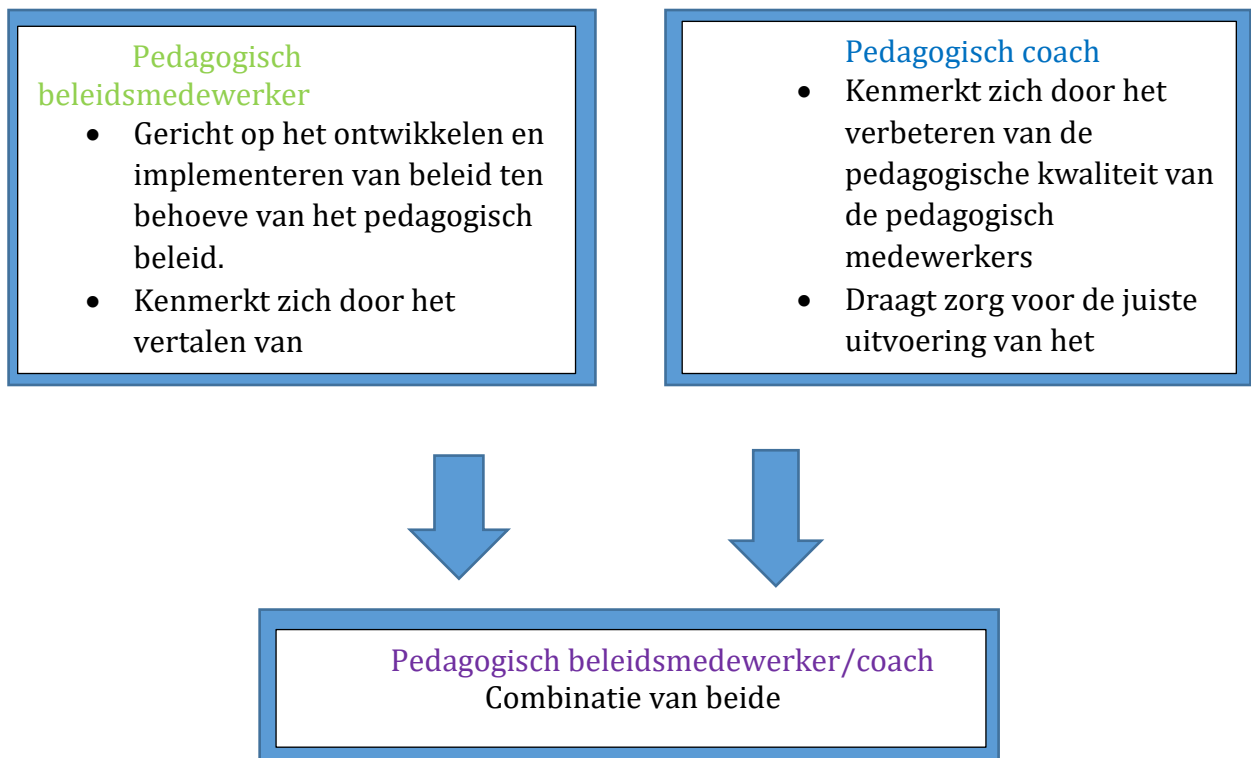 Pedagogisch
beleidsmedewerker
• Gericht op het ontwikkelen en
implementeren van beleid ten
behoeve van het pedagogisch
beleid.
• Kenmerkt zich door het
vertalen van
Pedagogisch coach
• Kenmerkt zich door het
verbeteren van de
pedagogische kwaliteit van
de pedagogisch
medewerkers
• Draagt zorg voor de juiste
uitvoering van het
Pedagogisch beleidsmedewerker/coach
Combinatie van beide